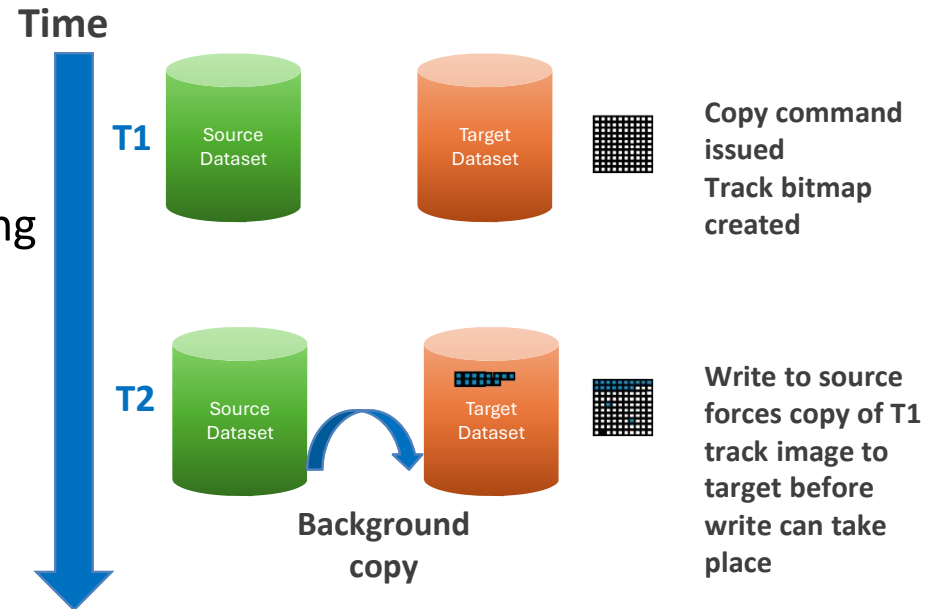 Time
T1
Source
Dataset
Target
Dataset
Copy command
issued
Track bitmap
created
ng
T2
Source
Dataset
Target
Dataset
Write to source
forces copy of T1
track image to
target before
write can take
place
Background
copy